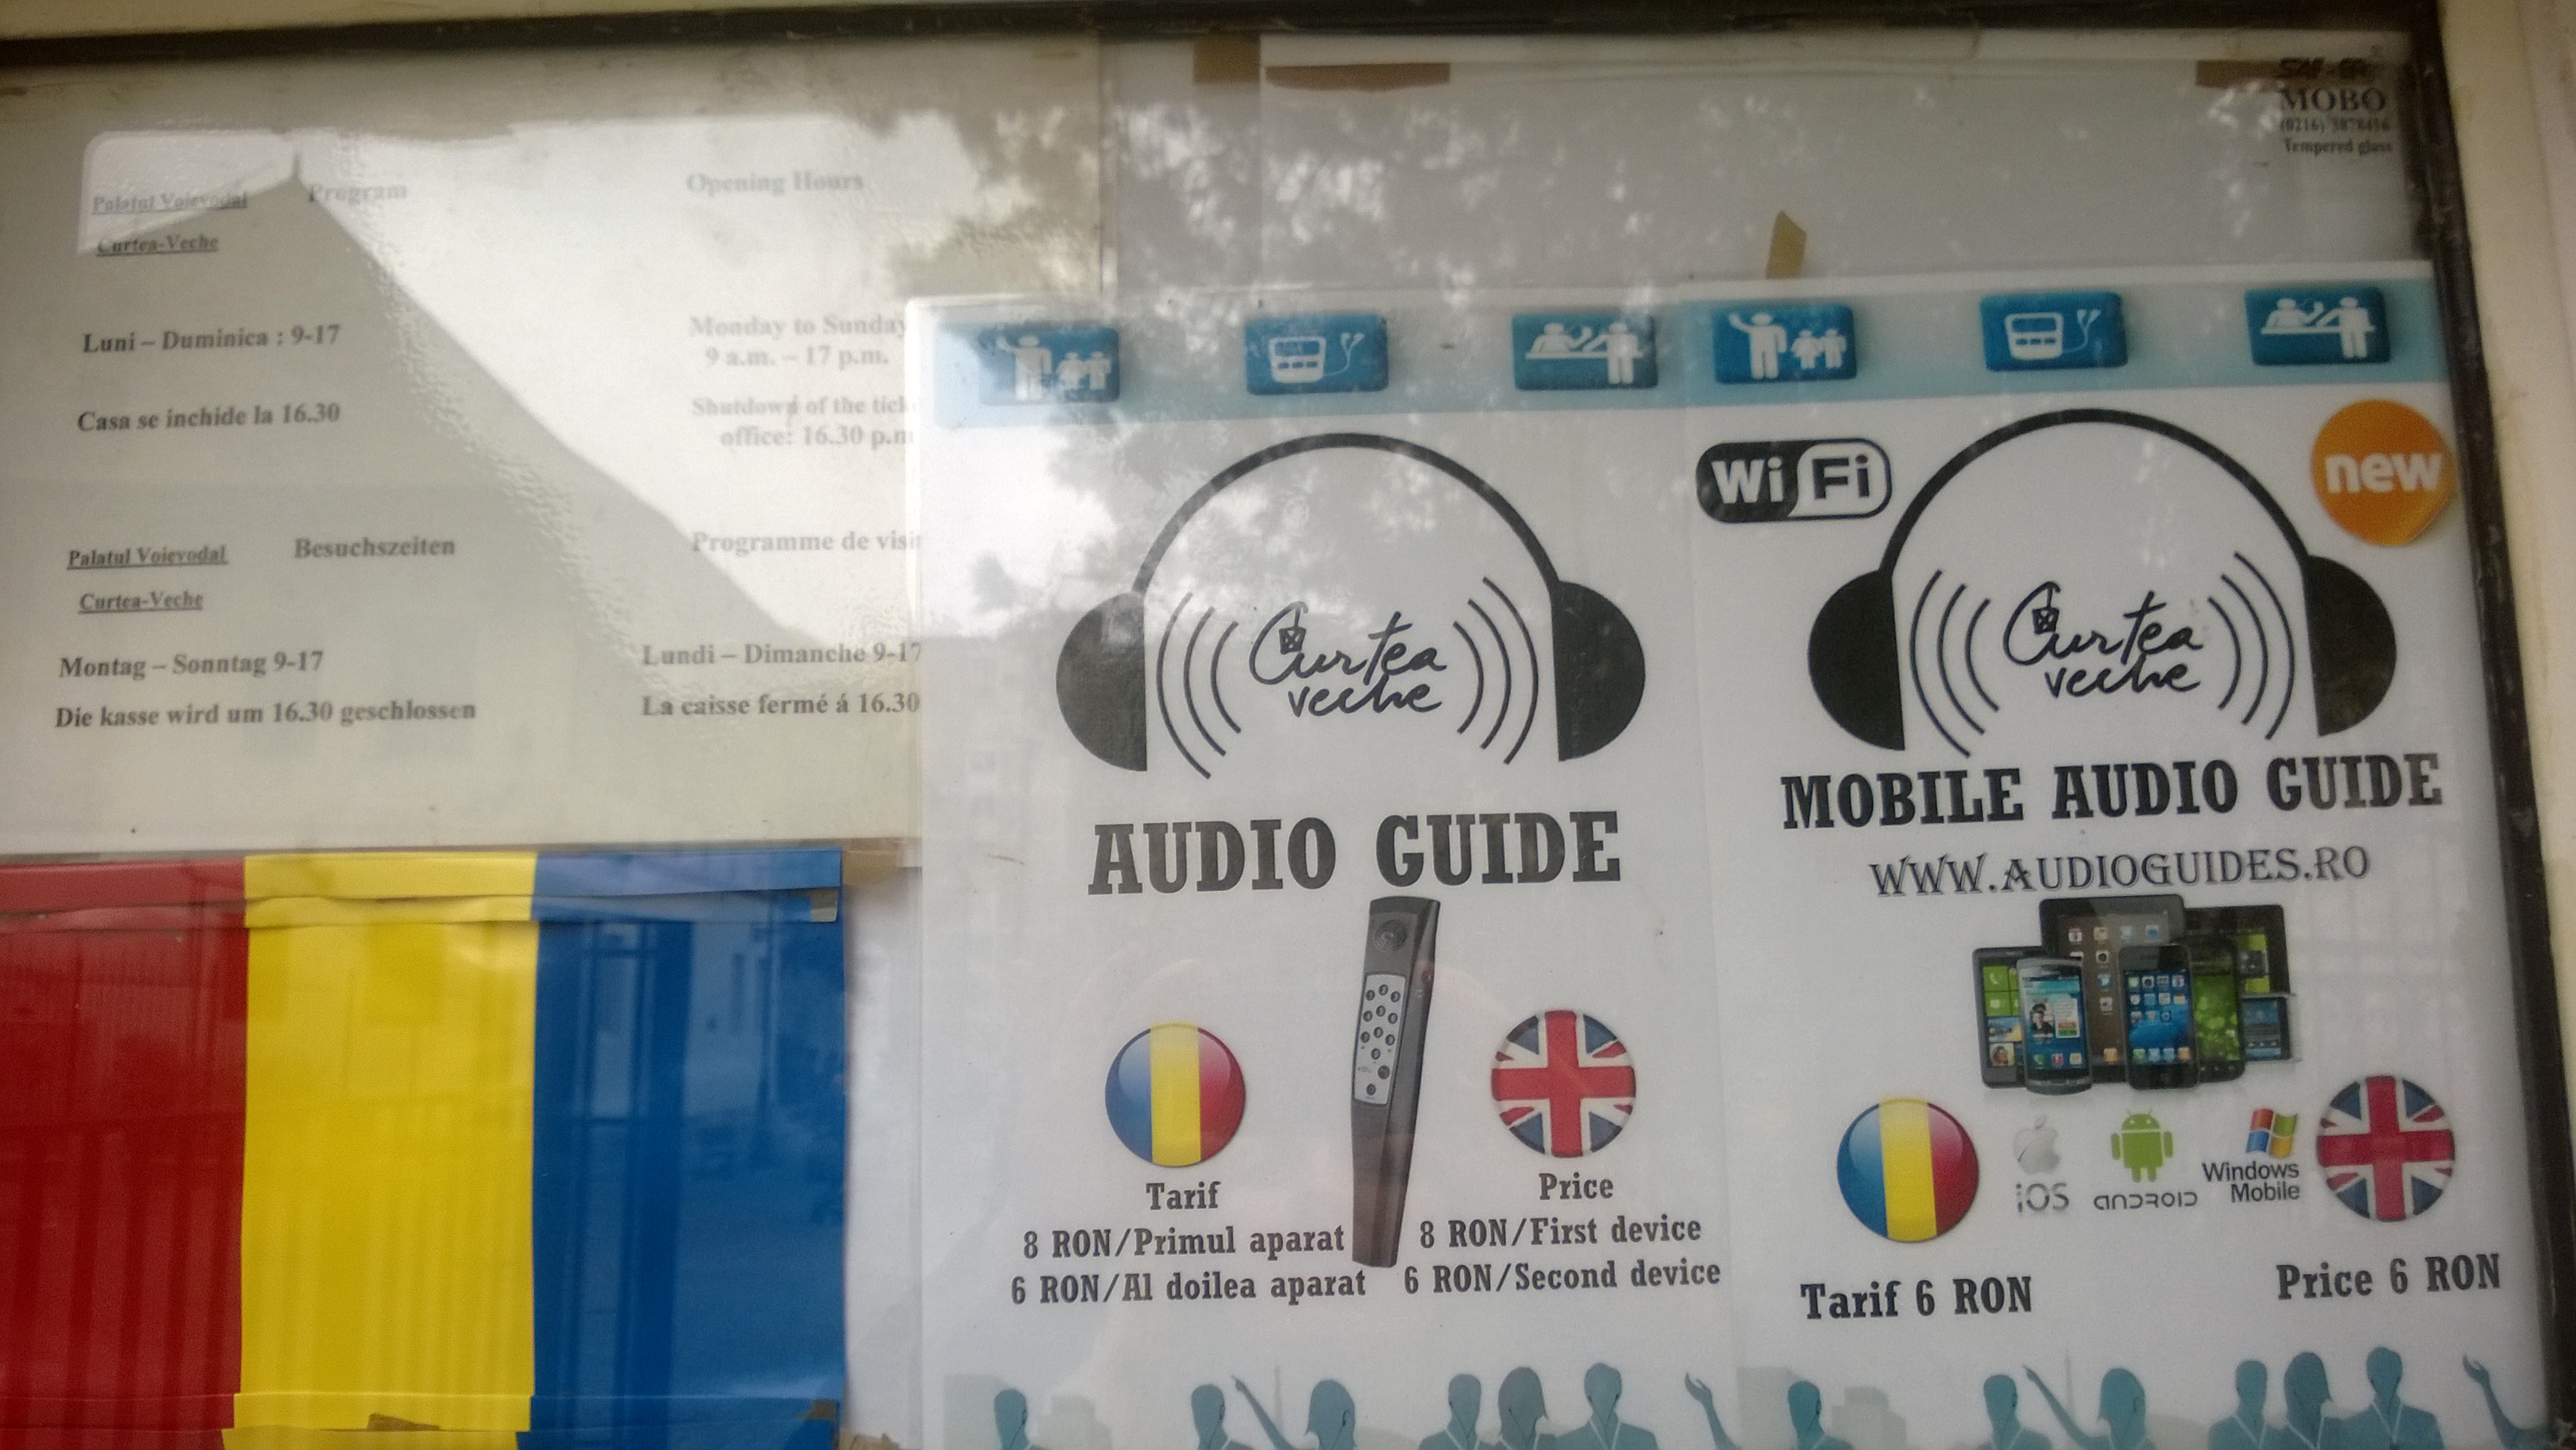 Palatul Voievodal Program
Curtea-Veche
Luni – Duminica : 9-17
Casa se inchide la 16.30
Opening Hours
Monday to Sunday
9 a.m. – 17 p.m.
Shutdown of the
office: 16.30 p.m
Palatul Voievodal Besuchszeiten
Curtea-Veche
Montag – Sonntag 9-17
Die kasse wird um 16.30 geschlossen
Programme de
Lundi – Dimanche 9-17
La caisse fermé á 16.30
Curtea
veche
AUDIO GUIDE
Tarif
8 RON/Primul aparat
6 RON/Al doilea aparat
Price
8 RON/First device
6 RON/Second device
WiFi
new
Curtea
veche
MOBILE AUDIO GUIDE
WWW.AUDIOGUIDES.RO
iOS
ANDROID
Windows
Mobile
Tarif 6 RON
Price 6 RON
MOBO
Tempered glass